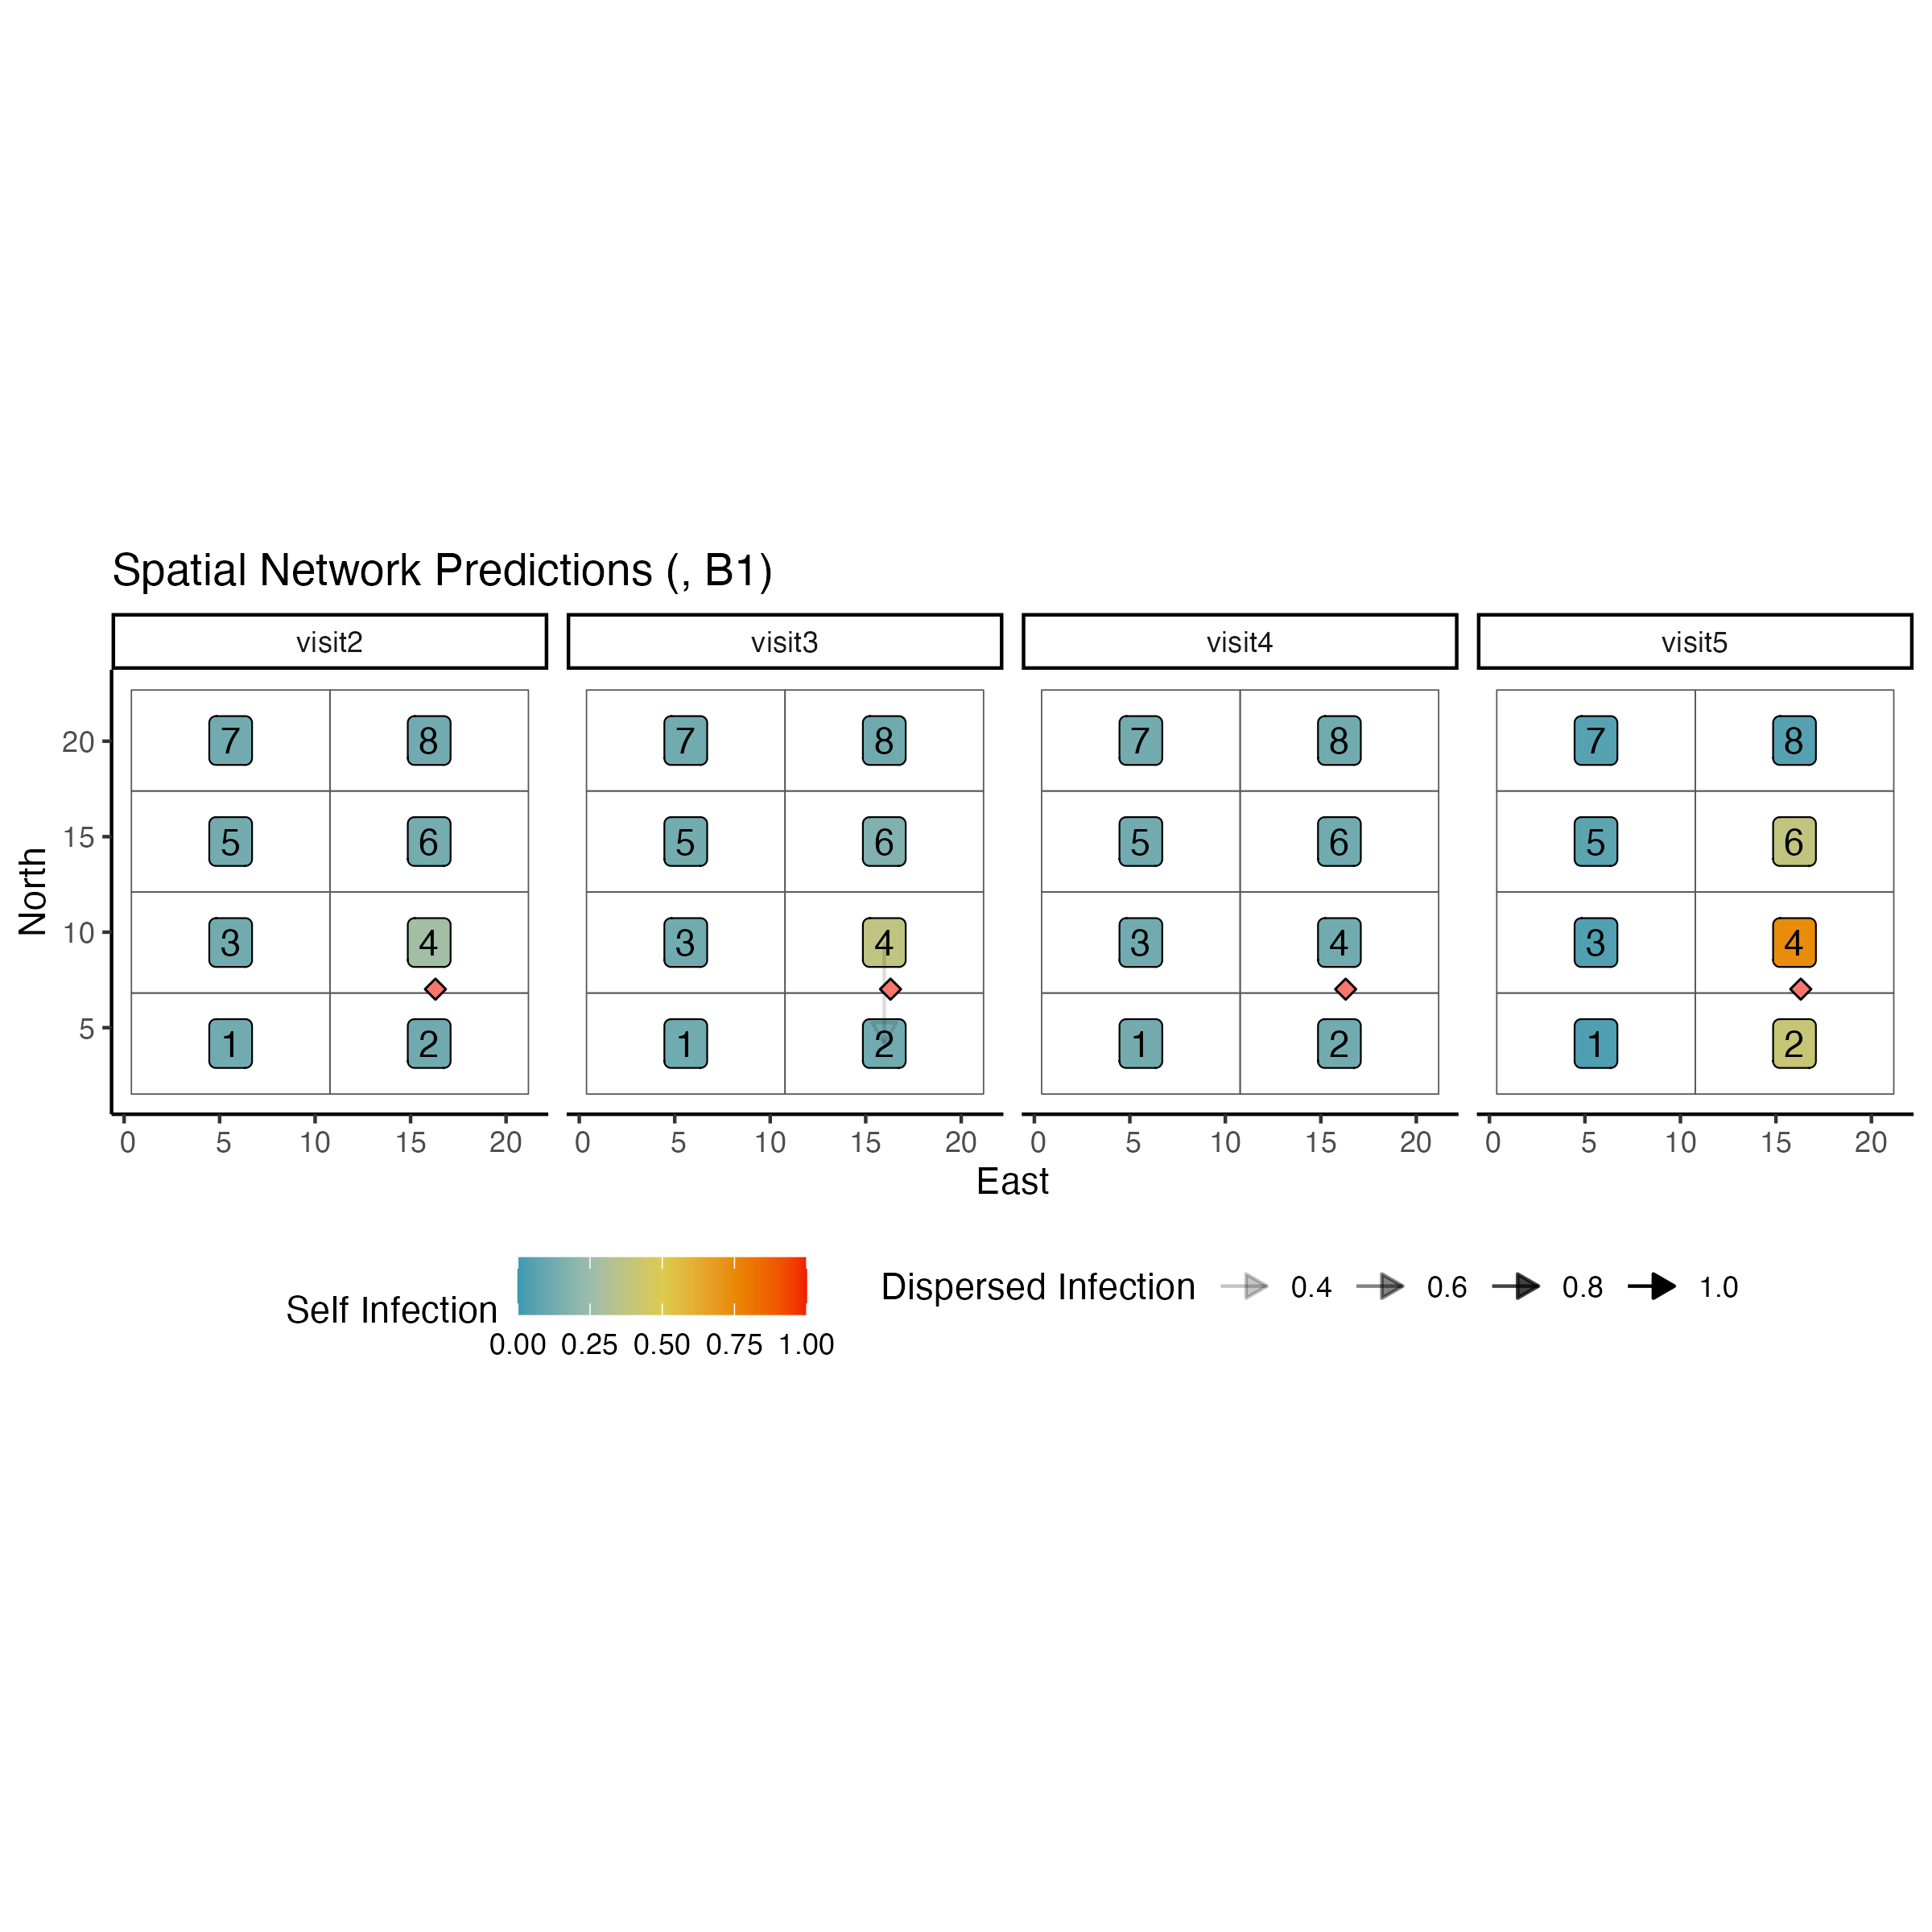 Spatial Network Predictions (, B1)
visit2 visit3 visit4 visit5
7 8 7 8 7 8 7 8
5 6 5 6 5 6 5 6
3 4 3 4 3 4 3 4
1 2 1 2 1 2 1 2
20
15
10
5
North
0 5 10 15 20 0 5 10 15 20 0 5 10 15 20 0 5 10 15 20
East
Self Infection
0.00 0.25 0.50 0.75 1.00
Dispersed Infection 0.4 0.6 0.8 1.0